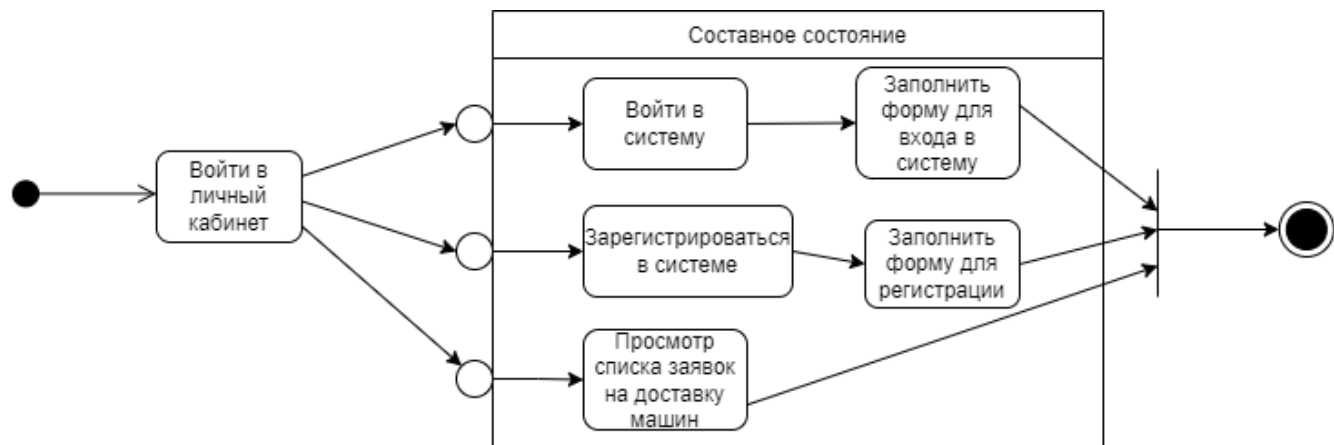 Составное состояние
Войти в
личный
кабинет
Войти в
систему
Заполнить
форму для
входа в
систему
Зарегистрироваться
в системе
Заполнить
форму для
регистрации
Просмотр
списка заявок
на доставку
машин